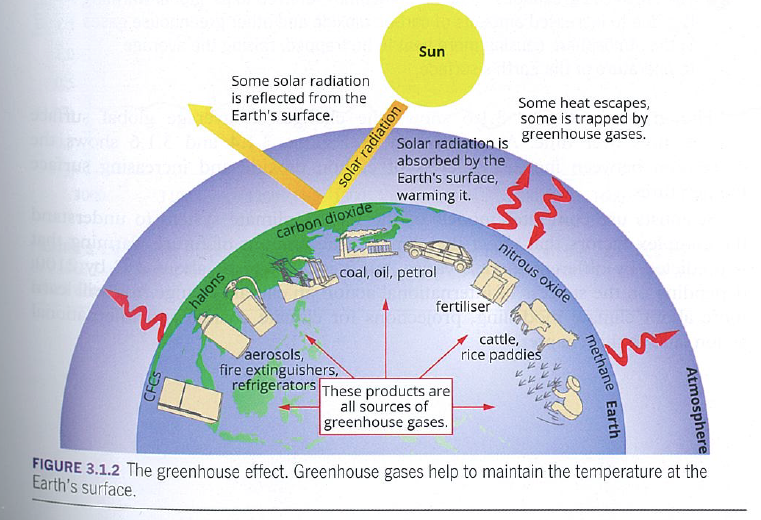 Sun
Some solar radiation
is reflected from the
Earth's surface.
solar radiation
Solar radiation is
absorbed by the
Earth's surface,
warming it.
Some heat escapes,
some is trapped by
greenhouse gases.
carbon dioxide
halons
CFCs
nitrous oxide
methane
Earth
Atmosphere
coal, oil, petrol
fertiliser
cattle,
rice paddies
aerosols,
fire extinguishers,
refrigerators
These products are
all sources of
greenhouse gases.
FIGURE 3.1.2 The greenhouse effect. Greenhouse gases help to maintain the temperature at the
Earth's surface.